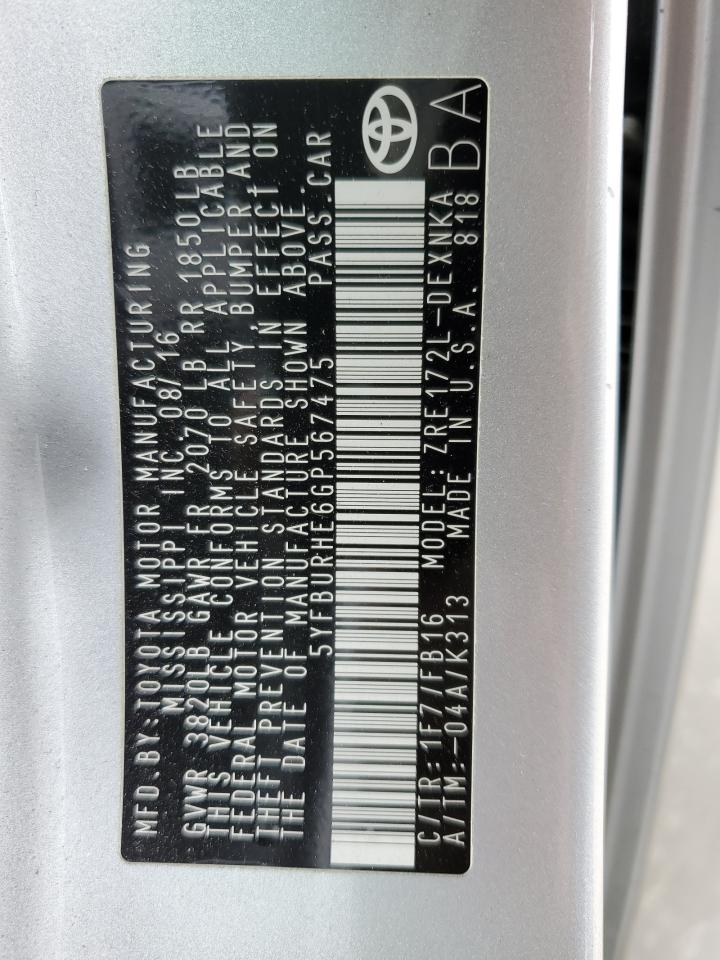 MFD.BY:TOYOTA MOTOR MANUFACTURING
MISSISSIPPI INC 08/ 16
GVWR 3820LB GAWR FR 2070 LB RR 1850LB
THIS VEHICLE CONFORMS TO ALL APPLICABLE
FEDERAL MOTOR VEHICLE SAFETY,BUMPER AND
THEFT PREVENTION STANDARDS IN EFFECT ON
THE DATE OF MANUFACTURE SHOWN ABOVE.
5YFBURHE6GP567475 PASS.CAR
C/TR:1F7/FB16 MODEL:ZRE172L-DEXNKA
A/TM:-04A/K313 MADE IN U.S.A. 818
BA